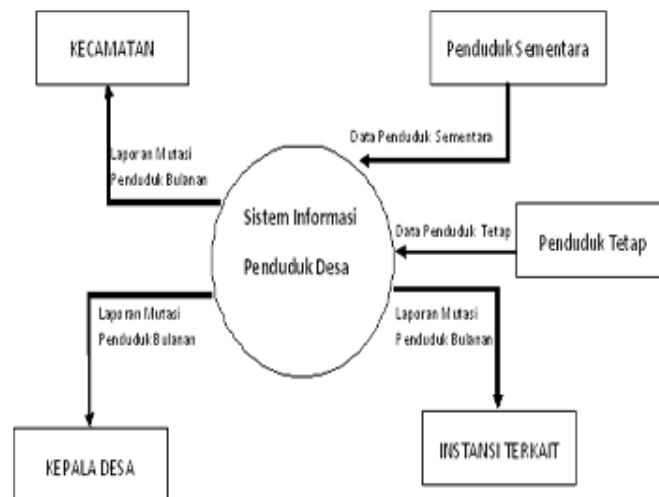 KECAMATAN
Penduduk Sementara
Data Penduduk Sementara
Laporan Mutasi
Penduduk Bulanan
Sistem Informasi
Penduduk Desa
Data Penduduk Tetap
Penduduk Tetap
Laporan Mutasi
Penduduk Bulanan
Laporan Mutasi
Penduduk Bulanan
KEPALA DESA
INSTANSI TERKAIT